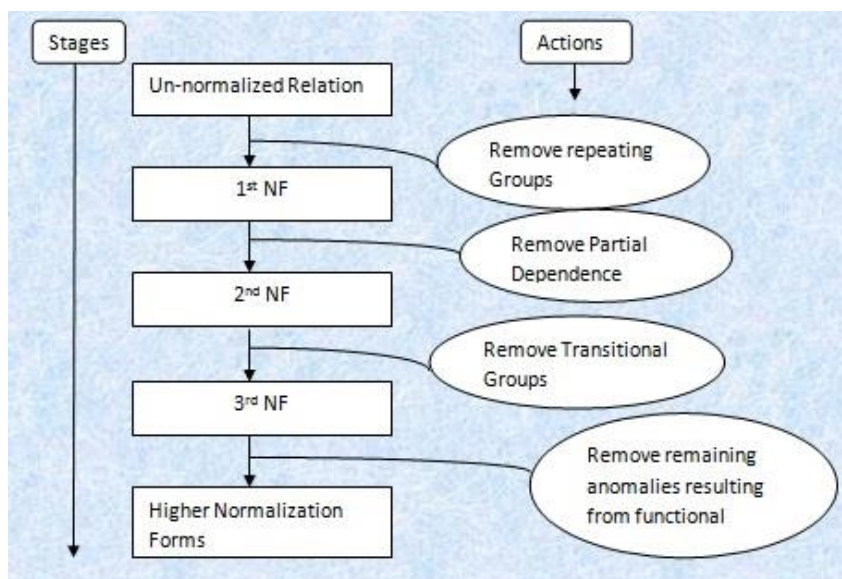 Stages
Actions
Un-normalized Relation
Remove repeating
Groups
1st NF
Remove Partial
Dependence
2nd NF
Remove Transitional
Groups
3rd NF
Remove remaining
anomalies resulting
from functional
Higher Normalization
Forms